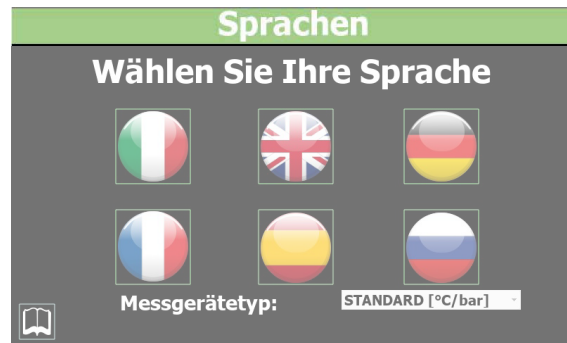 Sprachen
Wählen Sie Ihre Sprache
Messgerätetyp: STANDARD [°C/bar]